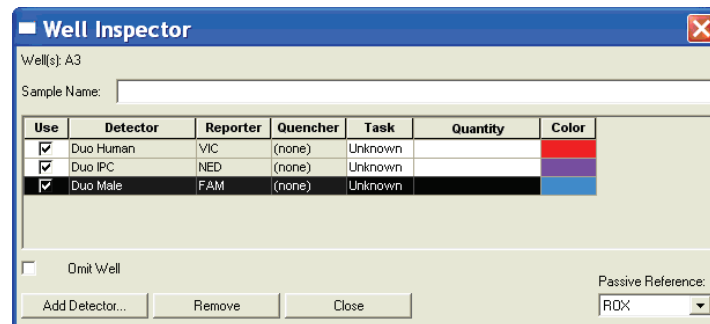 Well Inspector
Well(s): A3
Sample Name:
Use Detector Reporter Quencher Task Quantity Color
Duo Human VIC (none) Unknown
Duo IPC NED (none) Unknown
Duo Male FAM (none) Unknown
Omit Well
Passive Reference:
Add Detector... Remove Close ROX